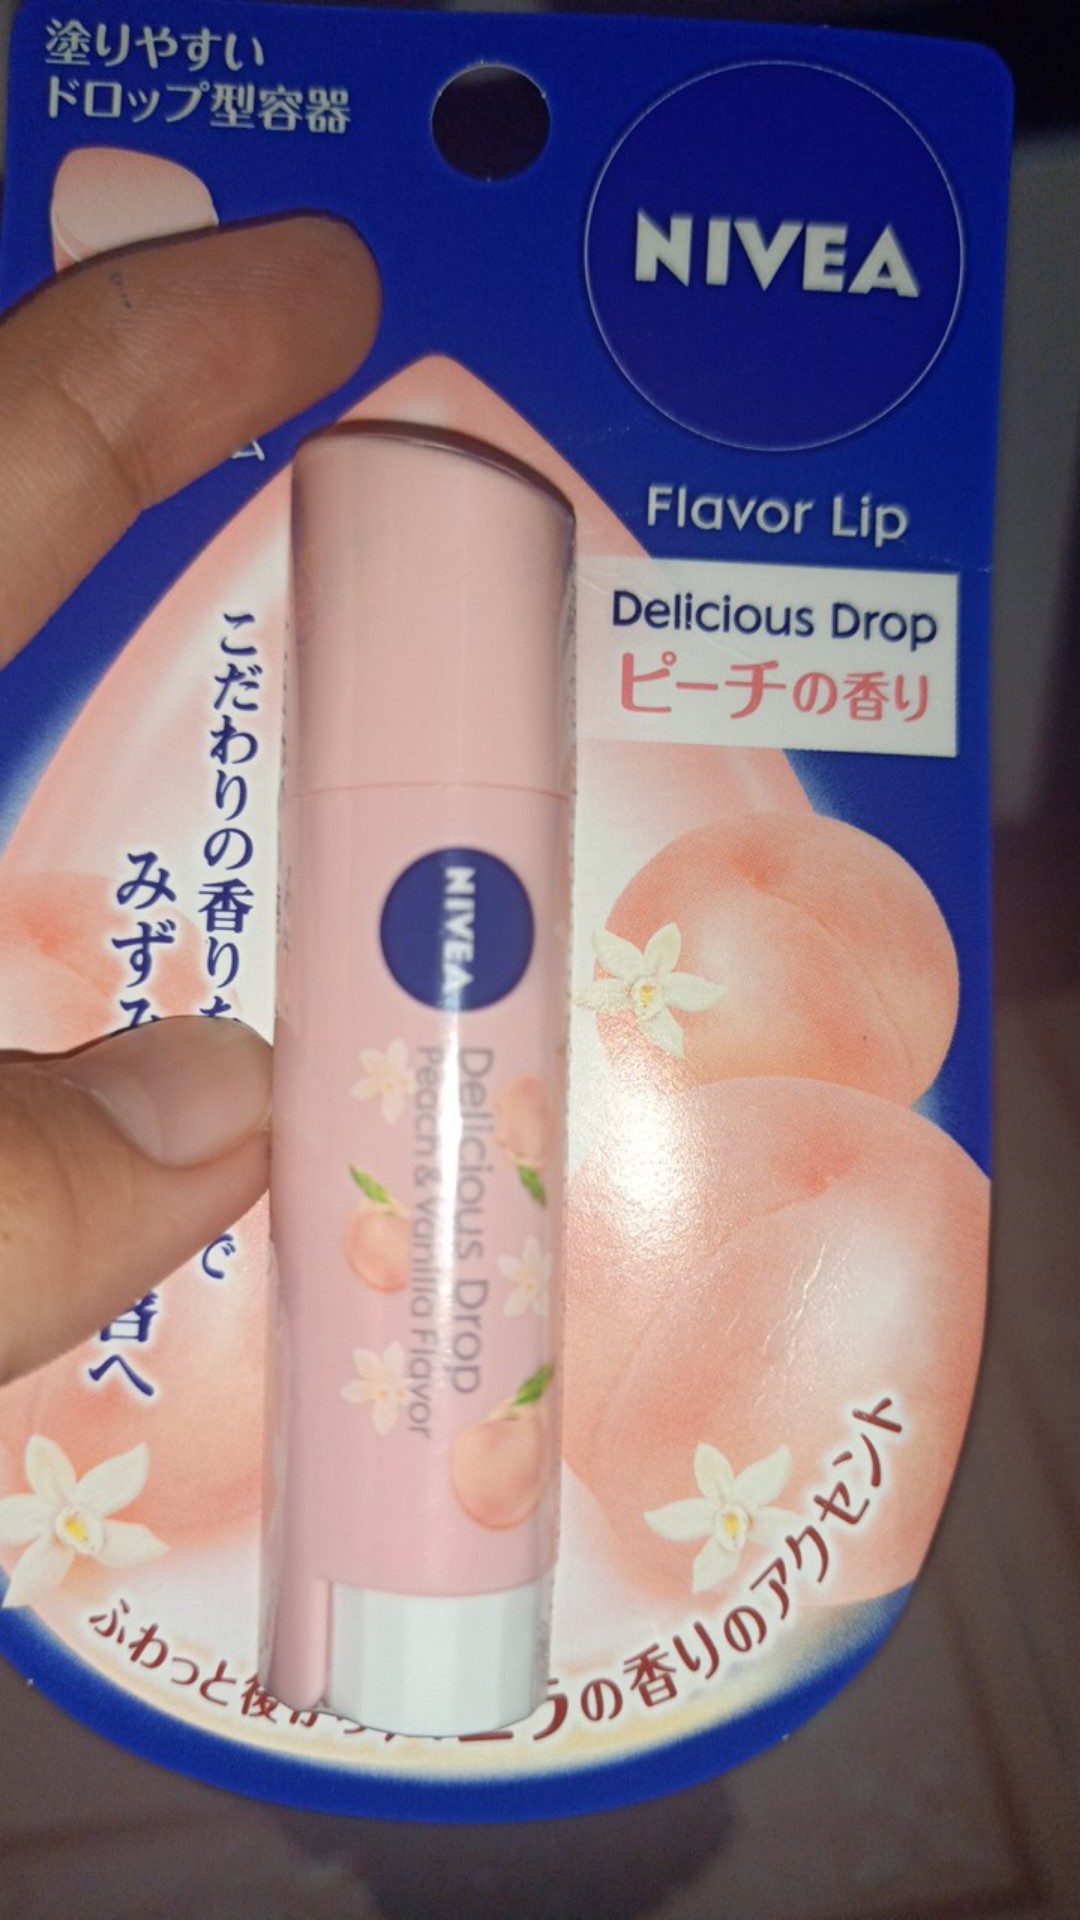 塗りやすい
ドロップ型容器
NIVEA
Flavor Lip
Delicious Drop
ピーチの香り
こだわりの香り
みずみ
で
唇へ
NIVEA
Delicious Drop
Peach & Vanilla Flavor
ふわっと後から
ラの香りのアクセント